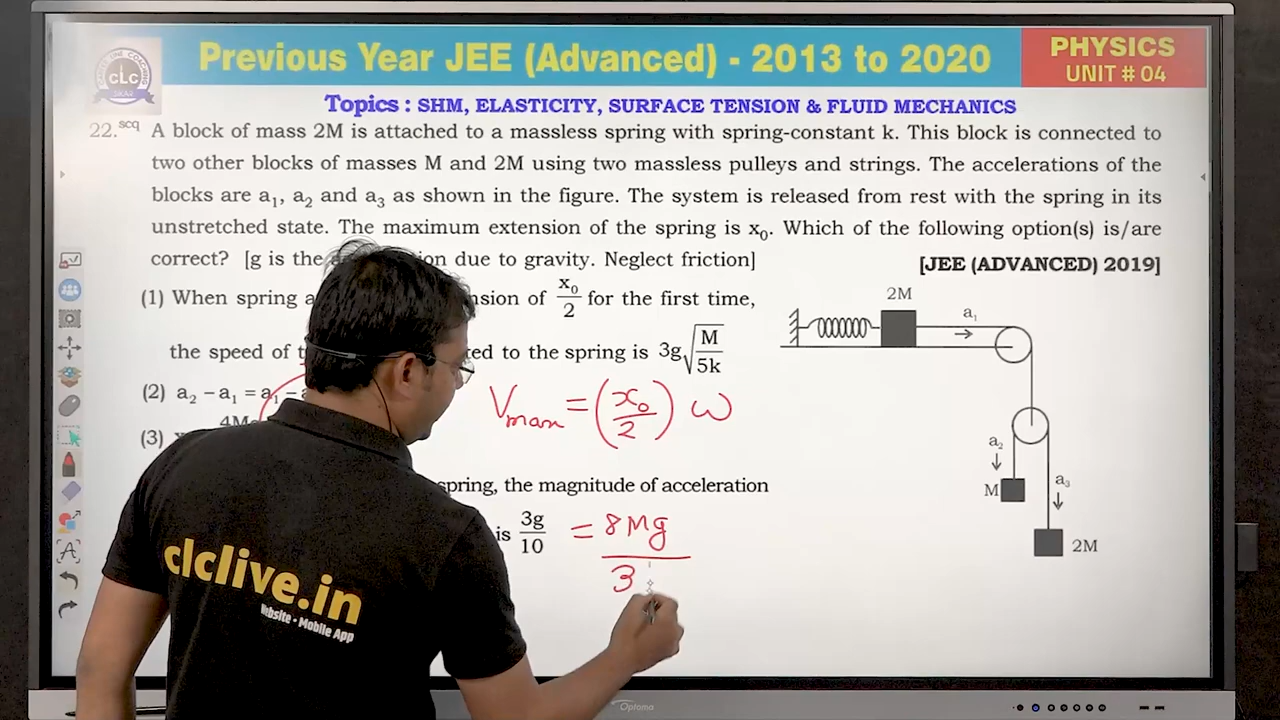 Previous Year JEE (Advanced) - 2013 to 2020
PHYSICS
UNIT # 04
CLC
SIKAR
Topics : SHM, ELASTICITY, SURFACE TENSION & FLUID MECHANICS
22.scq A block of mass 2M is attached to a massless spring with spring-constant k. This block is connected to
two other blocks of masses M and 2M using two massless pulleys and strings. The accelerations of the
blocks are a₁, a₂ and a₃ as shown in the figure. The system is released from rest with the spring in its
unstretched state. The maximum extension of the spring is x₀. Which of the following option(s) is/are
correct? [g is the ion due to gravity. Neglect friction]
[JEE (ADVANCED) 2019]
(1) When spring a nsion of x₀/2 for the first time,
the speed of t ted to the spring is 3g√(M/5k)
(2) a₂ – a₁ = a₁ –
(3)
4M
spring, the magnitude of acceleration
is 3g/10
Vmax = (x₀/2) ω
= 8Mg
3
2M
a₁
a₂
M
a₃
2M
clclive.in
Website • Mobile App
Optoma